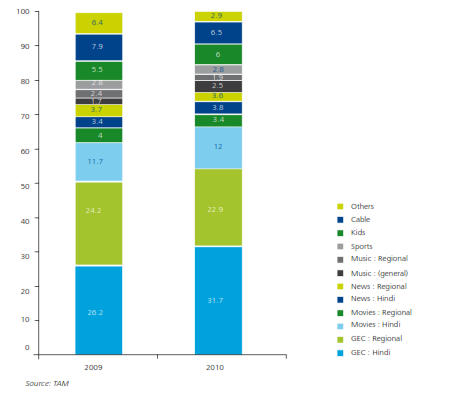 100
90
80
70
60
50
40
30
20
10
0
6.4
7.9
5.5
2.8
2.4
1.7
3.7
3.4
4
11.7
24.2
26.2
2.9
6.5
6
2.8
1.9
2.5
3.6
3.8
3.4
12
22.9
31.7
2009
2010
Others
Cable
Kids
Sports
Music : Regional
Music : (general)
News : Regional
News : Hindi
Movies : Regional
Movies : Hindi
GEC : Regional
GEC : Hindi
Source: TAM